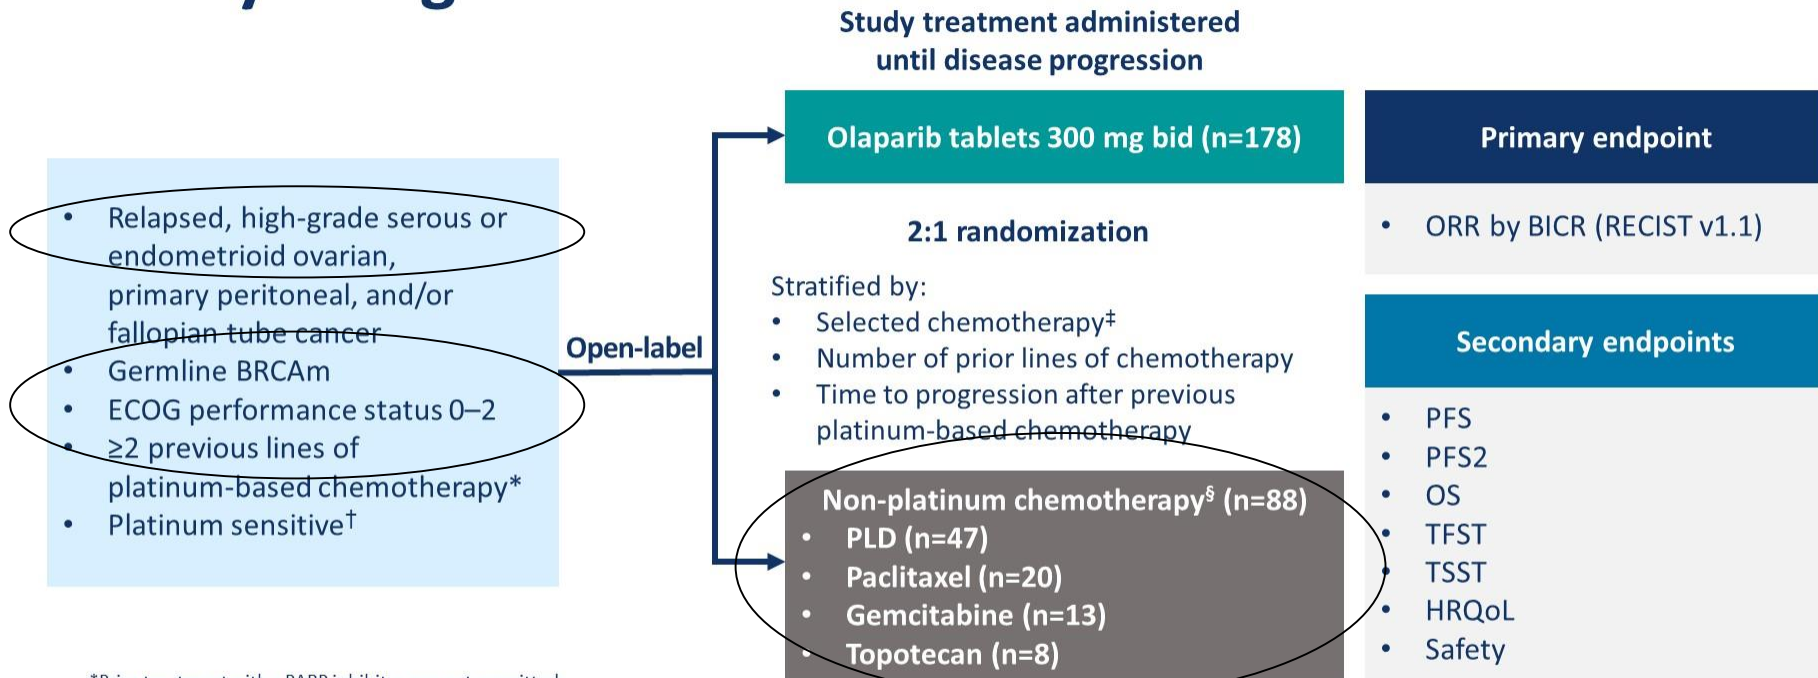 Study treatment administered
until disease progression
• Relapsed, high-grade serous or
endometrioid ovarian,
primary peritoneal, and/or
fallopian tube cancer
• Germline BRCAm
• ECOG performance status 0–2
• ≥2 previous lines of
platinum-based chemotherapy*
• Platinum sensitive†
Open-label
Olaparib tablets 300 mg bid (n=178)
2:1 randomization
Stratified by:
• Selected chemotherapy‡
• Number of prior lines of chemotherapy
• Time to progression after previous
platinum-based chemotherapy
Non-platinum chemotherapy§ (n=88)
• PLD (n=47)
• Paclitaxel (n=20)
• Gemcitabine (n=13)
• Topotecan (n=8)
Primary endpoint
• ORR by BICR (RECIST v1.1)
Secondary endpoints
• PFS
• PFS2
• OS
• TFST
• TSST
• HRQoL
• Safety